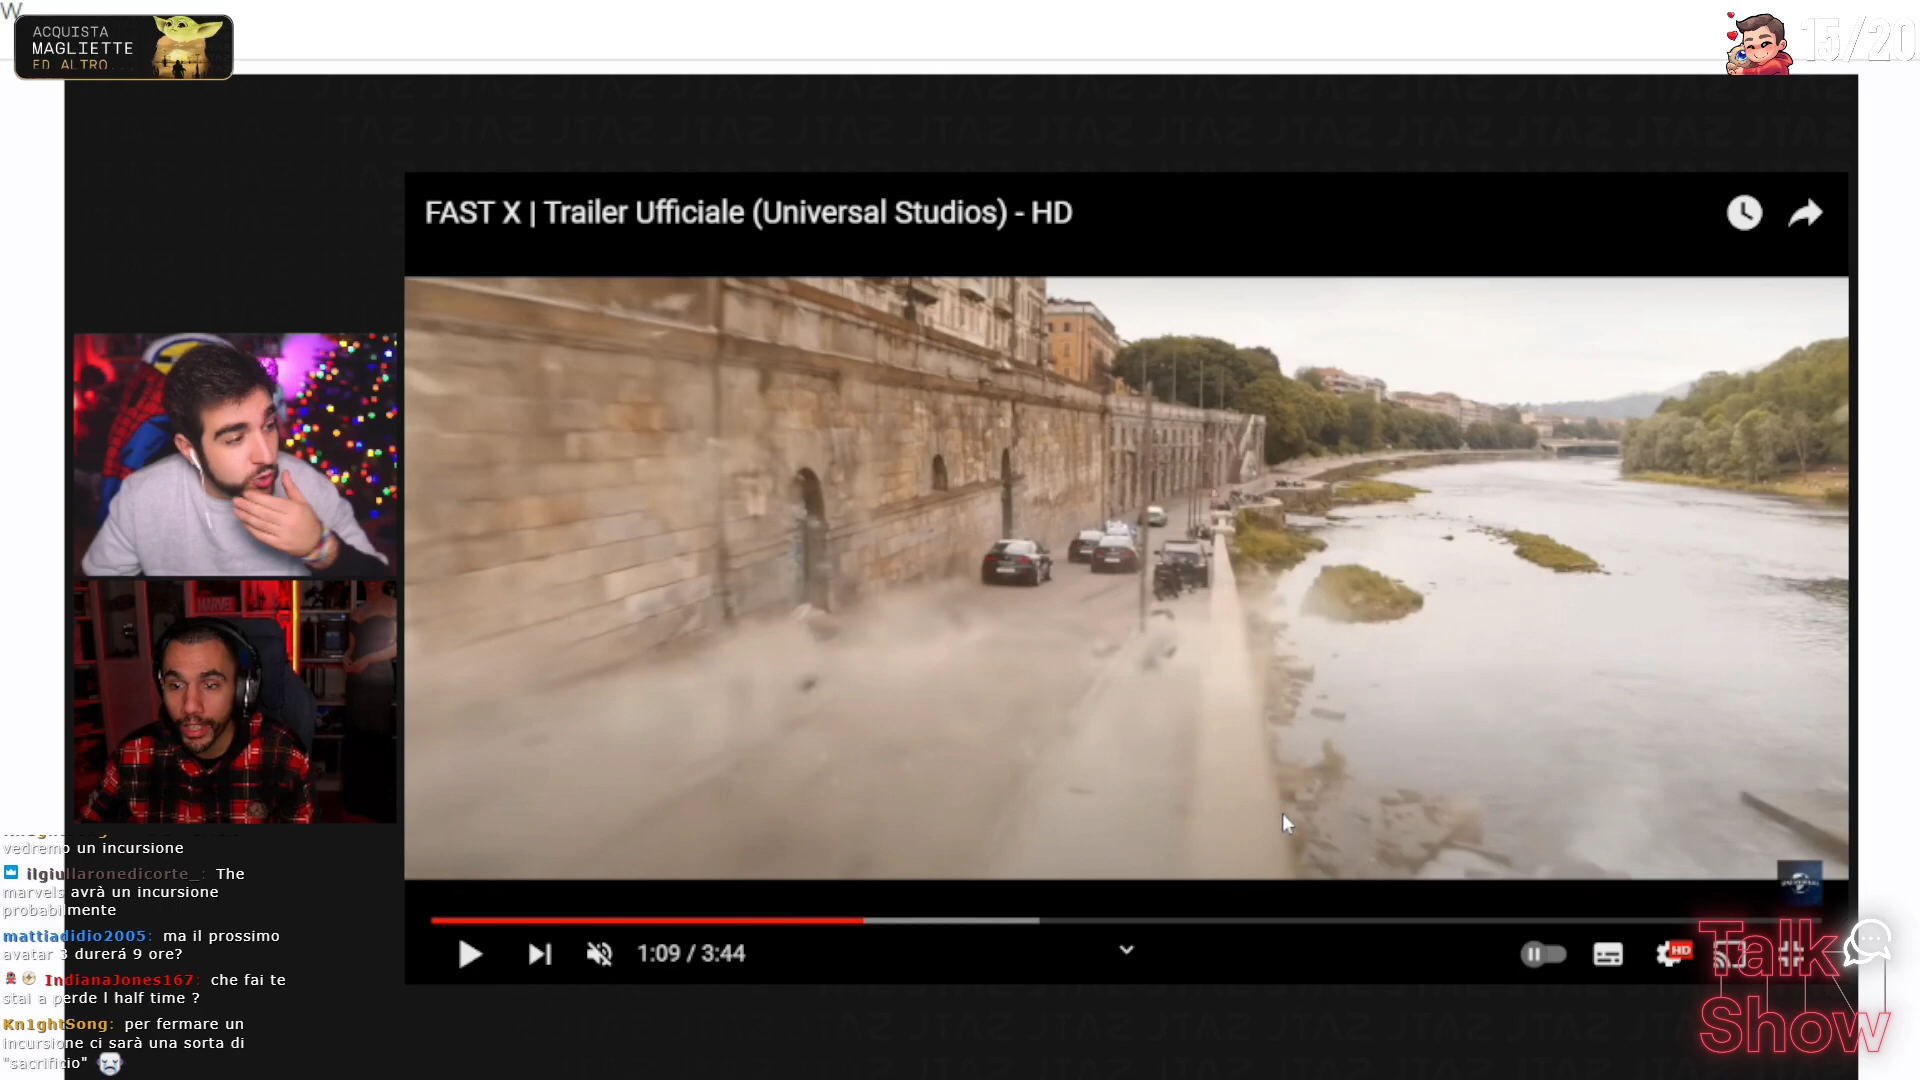 W
ACQUISTA
MAGLIETTE
ED ALTRO...
15/20
FAST X | Trailer Ufficiale (Universal Studios) - HD
MARVEL
vedremo un incursione
ilgiullaronedicorte_: The
marvels avrà un incursione
probabilmente
mattiadidio2005: ma il prossimo
avatar 3 durerá 9 ore?
IndianaJones167: che fai te
stai a perde l half time ?
Kn1ghtSong: per fermare un
incursione ci sarà una sorta di
"sacrificio"
UNIVERSAL
1:09 / 3:44
HD
Talk
Show